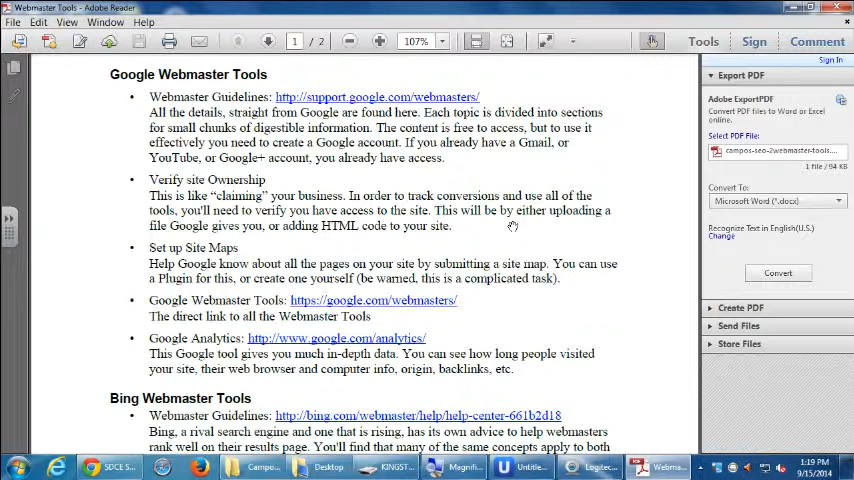 Webmaster Tools - Adobe Reader
File Edit View Window Help
1 / 2 107% Tools Sign Comment
Sign In
Google Webmaster Tools
• Webmaster Guidelines: http://support.google.com/webmasters/
All the details, straight from Google are found here. Each topic is divided into sections
for small chunks of digestible information. The content is free to access, but to use it
effectively you need to create a Google account. If you already have a Gmail, or
YouTube, or Google+ account, you already have access.
• Verify site Ownership
This is like “claiming” your business. In order to track conversions and use all of the
tools, you'll need to verify you have access to the site. This will be by either uploading a
file Google gives you, or adding HTML code to your site.
• Set up Site Maps
Help Google know about all the pages on your site by submitting a site map. You can use
a Plugin for this, or create one yourself (be warned, this is a complicated task).
• Google Webmaster Tools: https://google.com/webmasters/
The direct link to all the Webmaster Tools
• Google Analytics: http://www.google.com/analytics/
This Google tool gives you much in-depth data. You can see how long people visited
your site, their web browser and computer info, origin, backlinks, etc.
Bing Webmaster Tools
• Webmaster Guidelines: http://bing.com/webmaster/help/help-center-661b2d18
Bing, a rival search engine and one that is rising, has its own advice to help webmasters
rank well on their results page. You'll find that many of the same concepts apply to both
Export PDF
Adobe ExportPDF
Convert PDF files to Word or Excel
online.
Select PDF File:
campos-seo-2webmaster-tools....
1 file / 94 KB
Convert To:
Microsoft Word (*.docx)
Recognize Text in English(U.S.)
Change
Convert
Create PDF
Send Files
Store Files
SDCE S... Campo... Desktop KINGST... Magnifi... Untitle... Logitec... Webma...
1:19 PM
9/15/2014